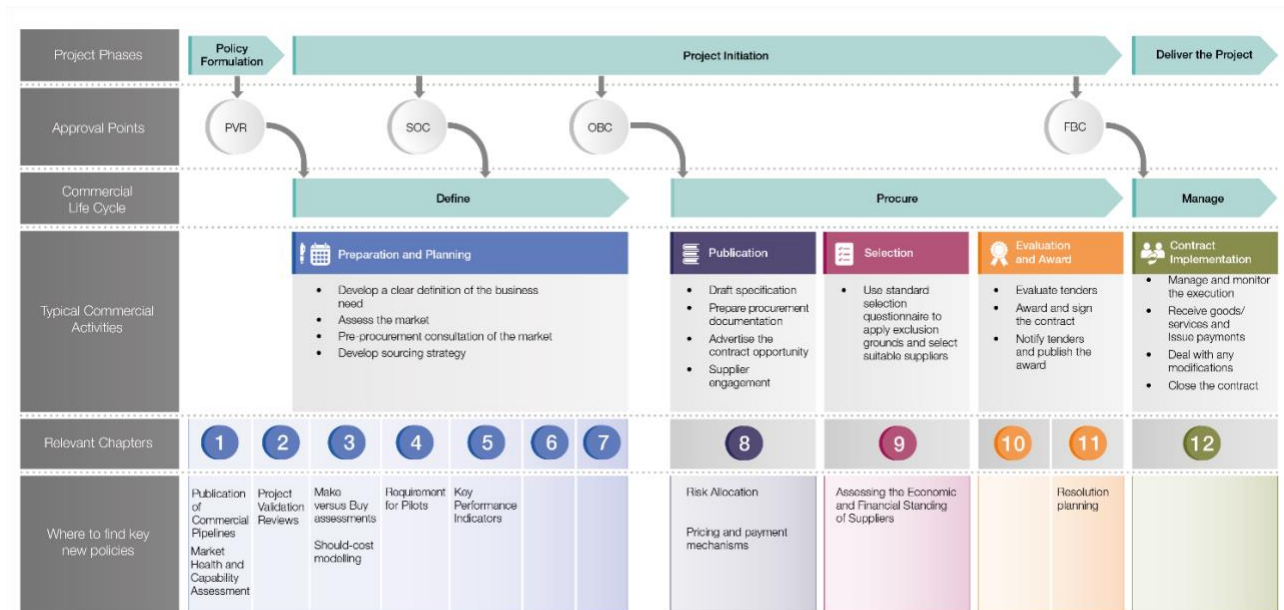 Project Phases
Policy
Formulation
Project Initiation
Deliver the Project
Approval Points
PVR
SOC
OBC
FBC
Commercial
Life Cycle
Define
Procure
Manage
Typical Commercial
Activities
Preparation and Planning
• Develop a clear definition of the business
need
• Assess the market
• Pre-procurement consultation of the market
• Develop sourcing strategy
Publication
• Draft specification
• Prepare procurement
documentation
• Advertise the
contract opportunity
• Supplier
engagement
Selection
• Use standard
selection
questionnaire to
apply exclusion
grounds and select
suitable suppliers
Evaluation
and Award
• Evaluate tenders
• Award and sign
the contract
• Notify tenders
and publish the
award
Contract
Implementation
• Manage and monitor
the execution
• Receive goods/
services and
Issue payments
• Deal with any
modifications
• Close the contract
Relevant Chapters
1
2
3
4
5
6
7
8
9
10
11
12
Where to find key
new policies
Publication
of
Commercial
Pipelines
Market
Health and
Capability
Assessment
Project
Validation
Reviews
Make
versus Buy
assessments
Should-cost
modelling
Requirement
for Pilots
Key
Performance
Indicators
Risk Allocation
Pricing and payment
mechanisms
Assessing the Economic
and Financial Standing
of Suppliers
Resolution
planning